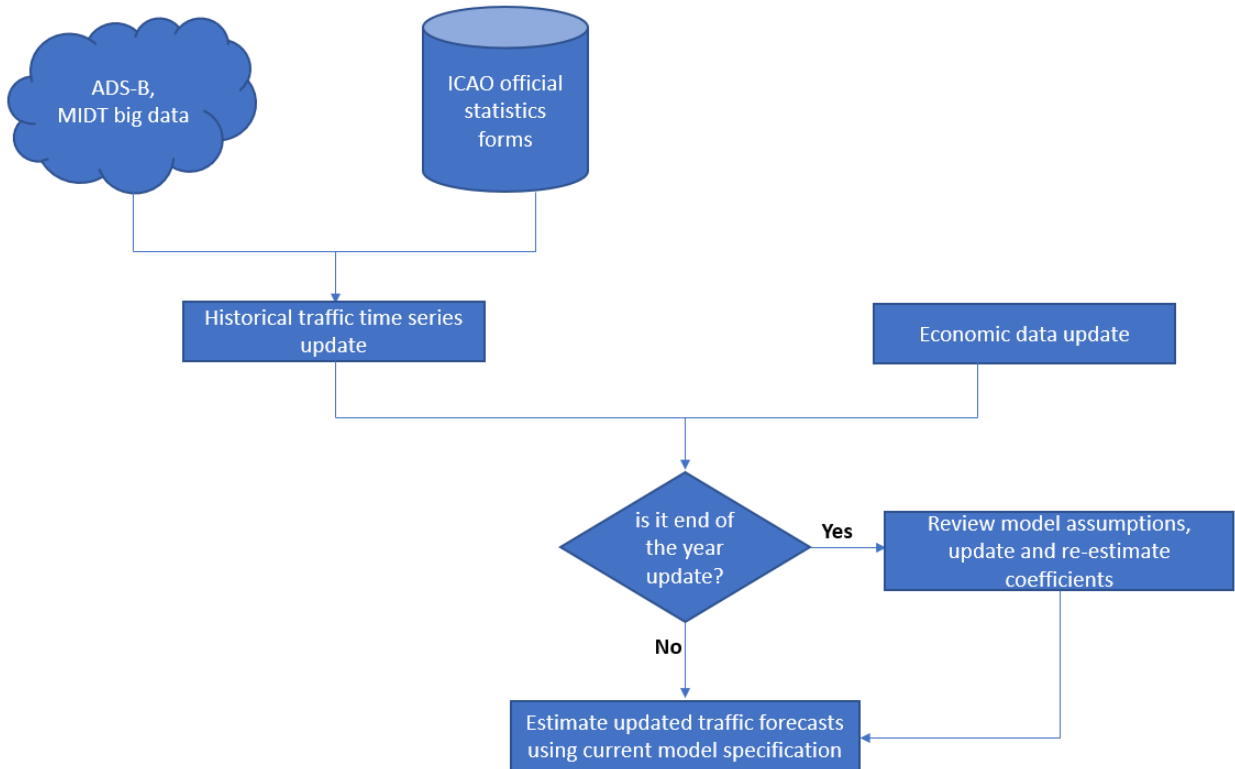 ADS-B,
MIDT big data
ICAO official
statistics
forms
Historical traffic time series
update
Economic data update
is it end of
the year
update?
Yes
Review model assumptions,
update and re-estimate
coefficients
No
Estimate updated traffic forecasts
using current model specification